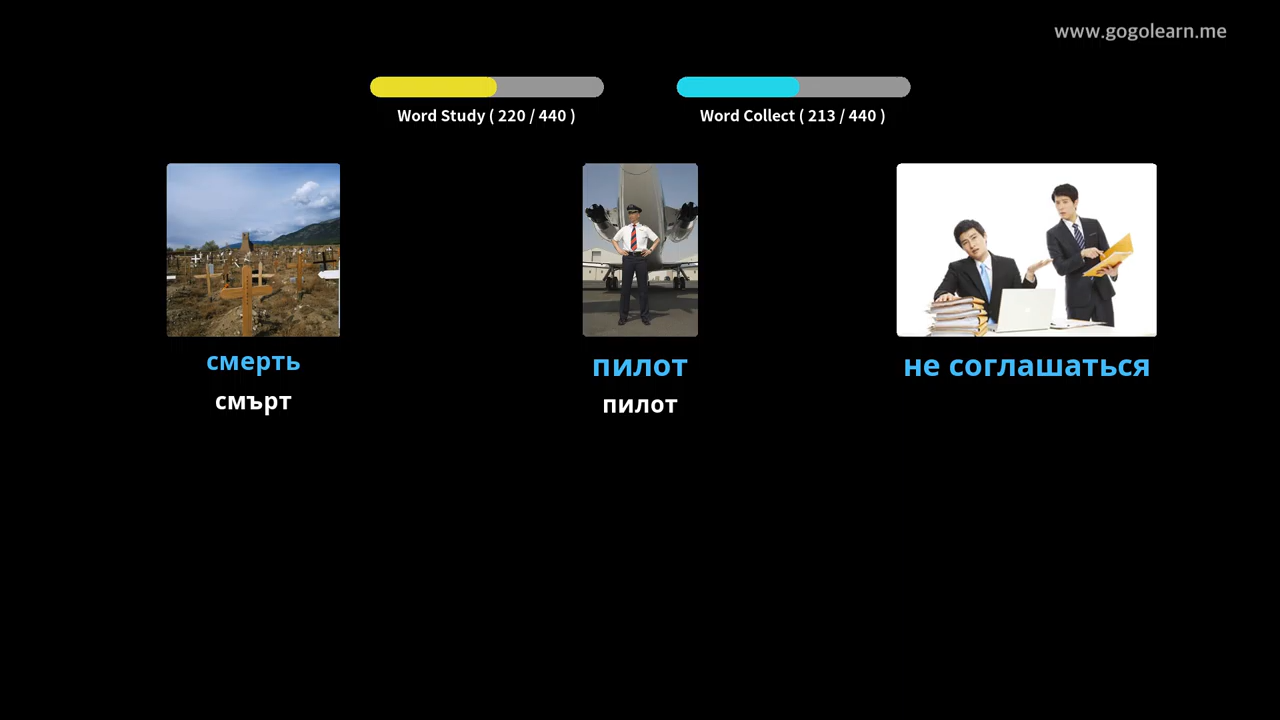 www.gogolearn.me
Word Study ( 220 / 440 )
Word Collect ( 213 / 440 )
смерть
смърт
пилот
пилот
не соглашаться